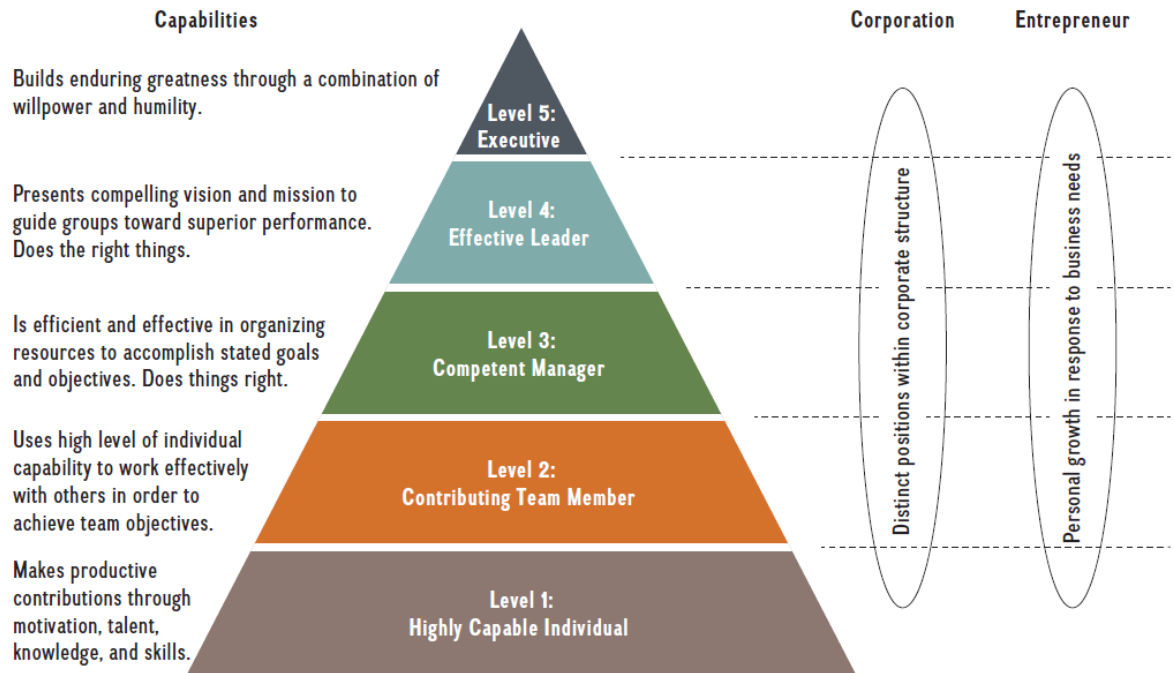 Capabilities
Corporation
Entrepreneur
Builds enduring greatness through a combination of
willpower and humility.
Level 5:
Executive
Presents compelling vision and mission to
guide groups toward superior performance.
Does the right things.
Level 4:
Effective Leader
Is efficient and effective in organizing
resources to accomplish stated goals
and objectives. Does things right.
Level 3:
Competent Manager
Uses high level of individual
capability to work effectively
with others in order to
achieve team objectives.
Level 2:
Contributing Team Member
Makes productive
contributions through
motivation, talent,
knowledge, and skills.
Level 1:
Highly Capable Individual
Distinct positions within corporate structure
Personal growth in response to business needs